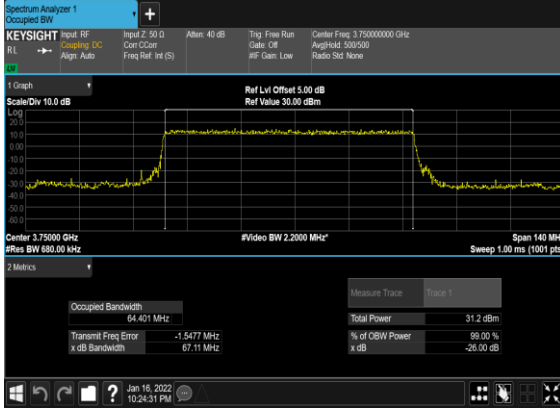 Spectrum Analyzer 1
Occupied BW
+
KEYSIGHT Input: RF Input Z: 50 Ω Atten: 40 dB Trig: Free Run Center Freq: 3.750000000 GHz
RL Coupling: DC Corr CCorr Gate: Off Avg|Hold: 500/500
Align: Auto Freq Ref: Int (S) #IF Gain: Low Radio Std: None
1 Graph
Ref Lvl Offset 5.00 dB
Scale/Div 10.0 dB Ref Value 30.00 dBm
Log
20.0
10.0
0.00
-10.0
-20.0
-30.0
-40.0
-50.0
-60.0
Center 3.75000 GHz #Video BW 2.2000 MHz* Span 140 MH
#Res BW 680.00 kHz Sweep 1.00 ms (1001 pts
2 Metrics
Measure Trace Trace 1
Occupied Bandwidth
64.401 MHz Total Power 31.2 dBm
Transmit Freq Error -1.5477 MHz % of OBW Power 99.00 %
x dB Bandwidth 67.11 MHz x dB -26.00 dB
? Jan 16, 2022
10:24:31 PM